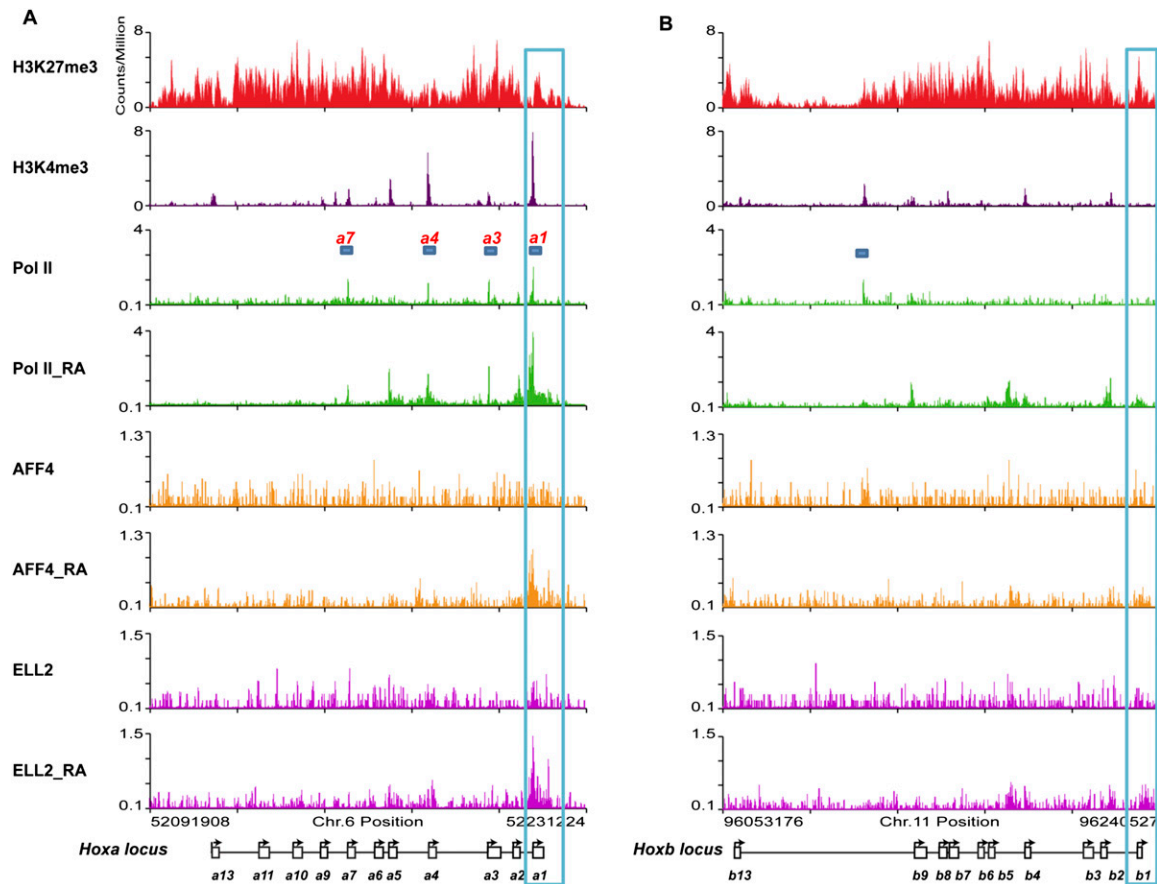 A
B
Counts/Million
H3K27me3
8
0
8
0
H3K4me3
8
0
8
0
a7 a4 a3 a1
Pol II
4
0.1
4
0.1
Pol II_RA
4
0.1
4
0.1
AFF4
1.3
0.1
1.3
0.1
AFF4_RA
1.3
0.1
1.3
0.1
ELL2
1.5
0.1
1.5
0.1
ELL2_RA
1.5
0.1
1.5
0.1
52091908 Chr.6 Position 52231224
96053176 Chr.11 Position 96240527
Hoxa locus
a13 a11 a10 a9 a7 a6 a5 a4 a3 a2 a1
Hoxb locus
b13 b9 b8 b7 b6 b5 b4 b3 b2 b1